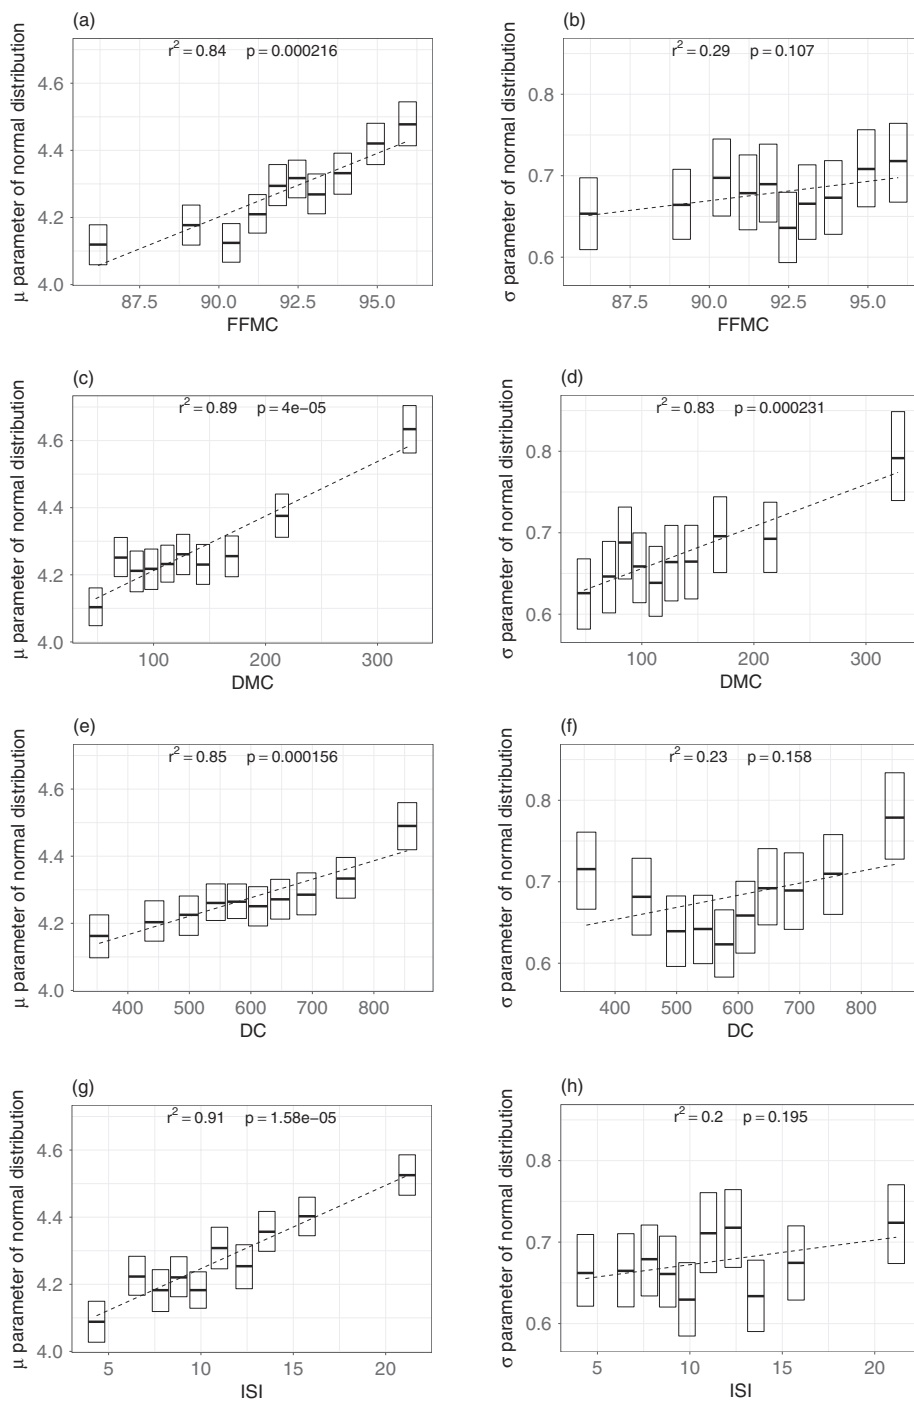 (a)
r² = 0.84 p = 0.000216
μ parameter of normal distribution
4.6
4.4
4.2
4.0
87.5 90.0 92.5 95.0
FFMC
(b)
r² = 0.29 p = 0.107
σ parameter of normal distribution
0.8
0.7
0.6
87.5 90.0 92.5 95.0
FFMC
(c)
r² = 0.89 p = 4e−05
μ parameter of normal distribution
4.6
4.4
4.2
4.0
100 200 300
DMC
(d)
r² = 0.83 p = 0.000231
σ parameter of normal distribution
0.8
0.7
0.6
100 200 300
DMC
(e)
r² = 0.85 p = 0.000156
μ parameter of normal distribution
4.6
4.4
4.2
4.0
400 500 600 700 800
DC
(f)
r² = 0.23 p = 0.158
σ parameter of normal distribution
0.8
0.7
0.6
400 500 600 700 800
DC
(g)
r² = 0.91 p = 1.58e−05
μ parameter of normal distribution
4.6
4.4
4.2
4.0
5 10 15 20
ISI
(h)
r² = 0.2 p = 0.195
σ parameter of normal distribution
0.8
0.7
0.6
5 10 15 20
ISI